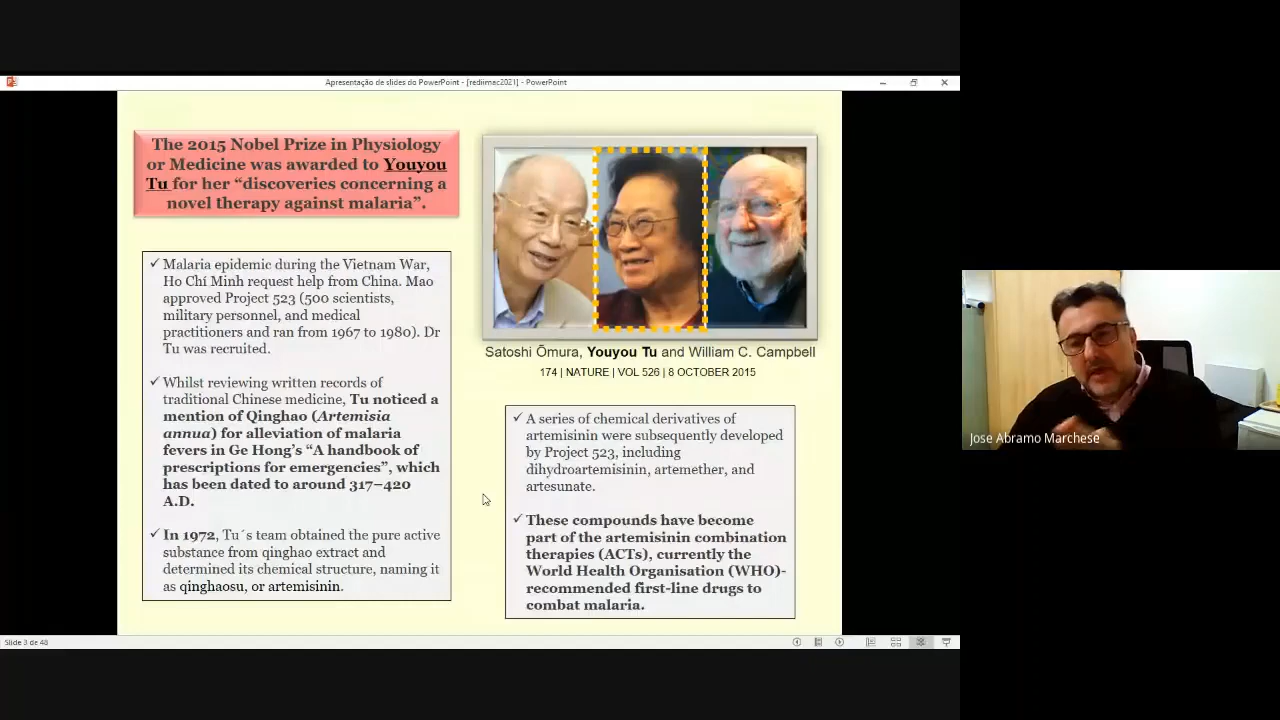 Apresentação de slides do PowerPoint - [rediimac2021] - PowerPoint
The 2015 Nobel Prize in Physiology
or Medicine was awarded to Youyou
Tu for her “discoveries concerning a
novel therapy against malaria”.
Malaria epidemic during the Vietnam War,
Ho Chí Minh request help from China. Mao
approved Project 523 (500 scientists,
military personnel, and medical
practitioners and ran from 1967 to 1980). Dr
Tu was recruited.
Whilst reviewing written records of
traditional Chinese medicine, Tu noticed a
mention of Qinghao (Artemisia
annua) for alleviation of malaria
fevers in Ge Hong’s “A handbook of
prescriptions for emergencies”, which
has been dated to around 317–420
A.D.
In 1972, Tu´s team obtained the pure active
substance from qinghao extract and
determined its chemical structure, naming it
as qinghaosu, or artemisinin.
Satoshi Ōmura, Youyou Tu and William C. Campbell
174 | NATURE | VOL 526 | 8 OCTOBER 2015
A series of chemical derivatives of
artemisinin were subsequently developed
by Project 523, including
dihydroartemisinin, artemether, and
artesunate.
These compounds have become
part of the artemisinin combination
therapies (ACTs), currently the
World Health Organisation (WHO)-
recommended first-line drugs to
combat malaria.
Jose Abramo Marchese
Slide 3 de 48